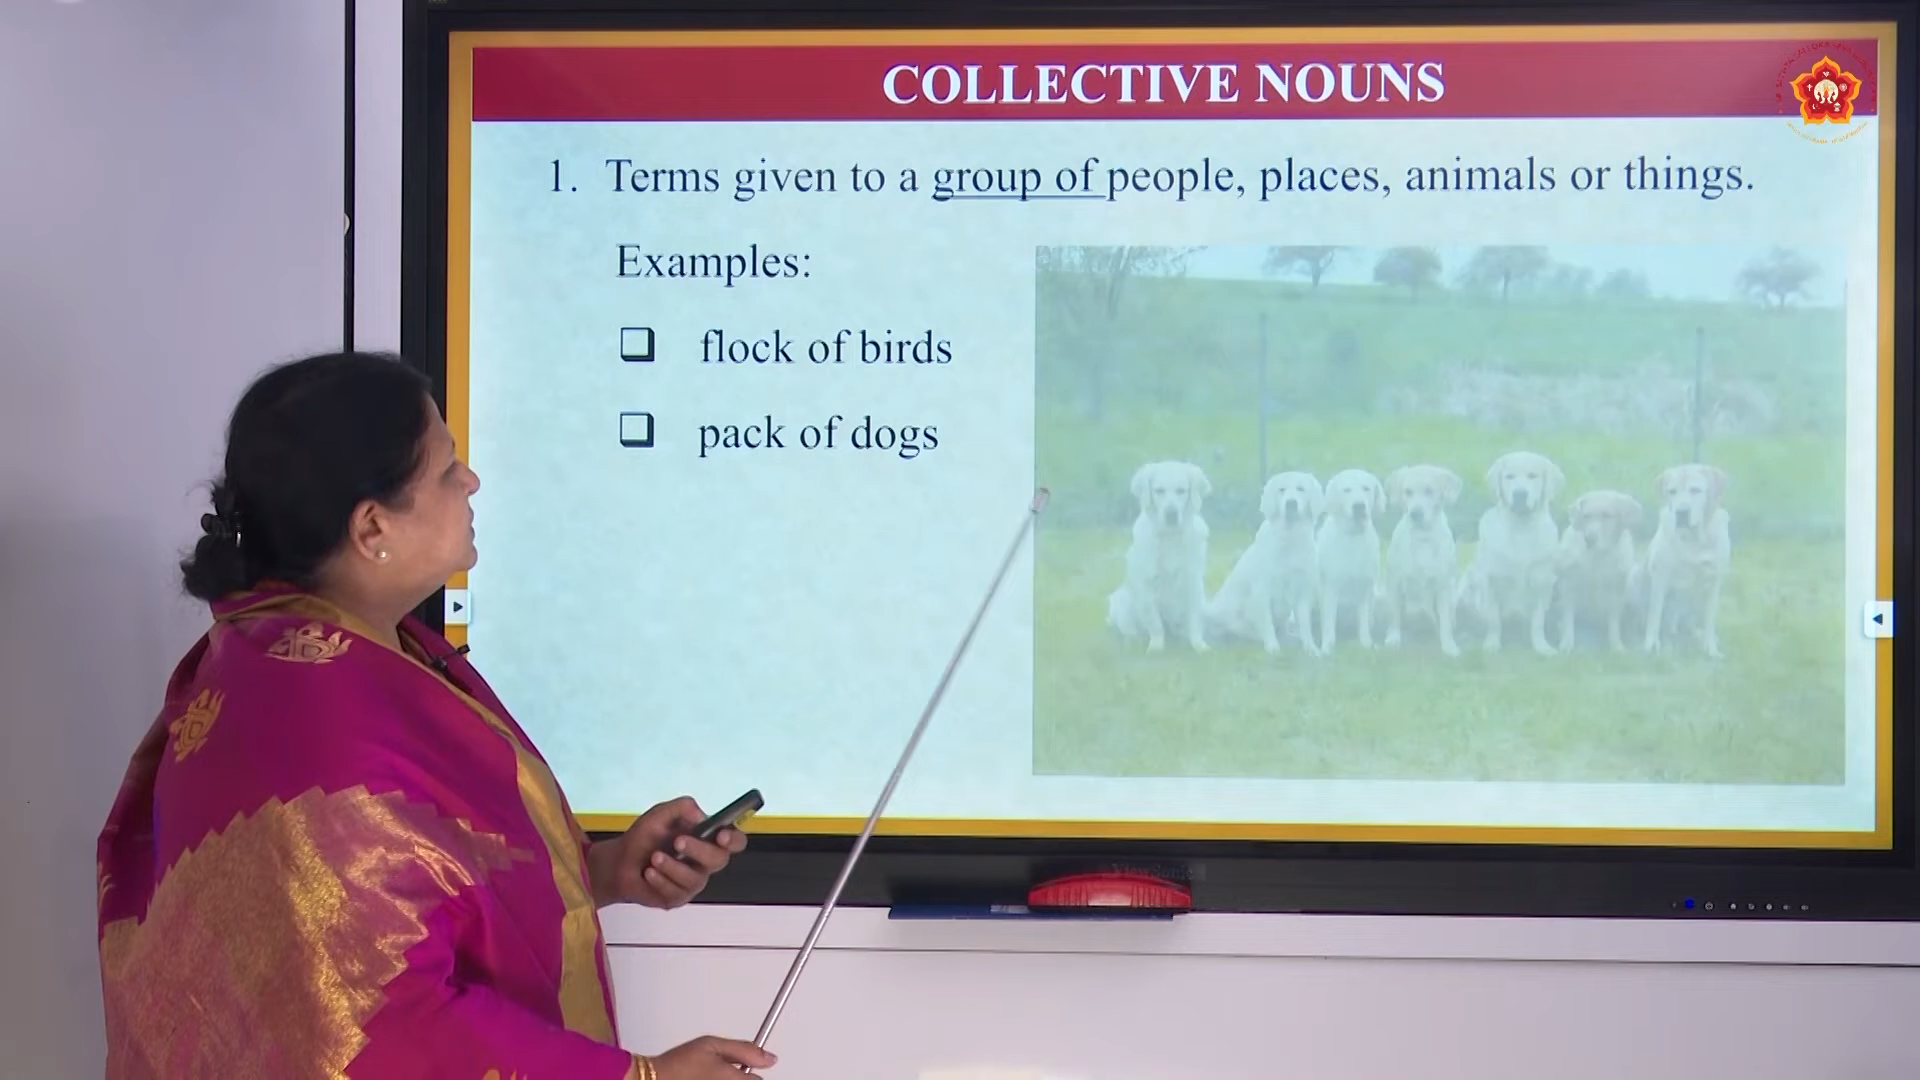 COLLECTIVE NOUNS
1. Terms given to a group of people, places, animals or things.
Examples:
❑ flock of birds
❑ pack of dogs
ViewSonic